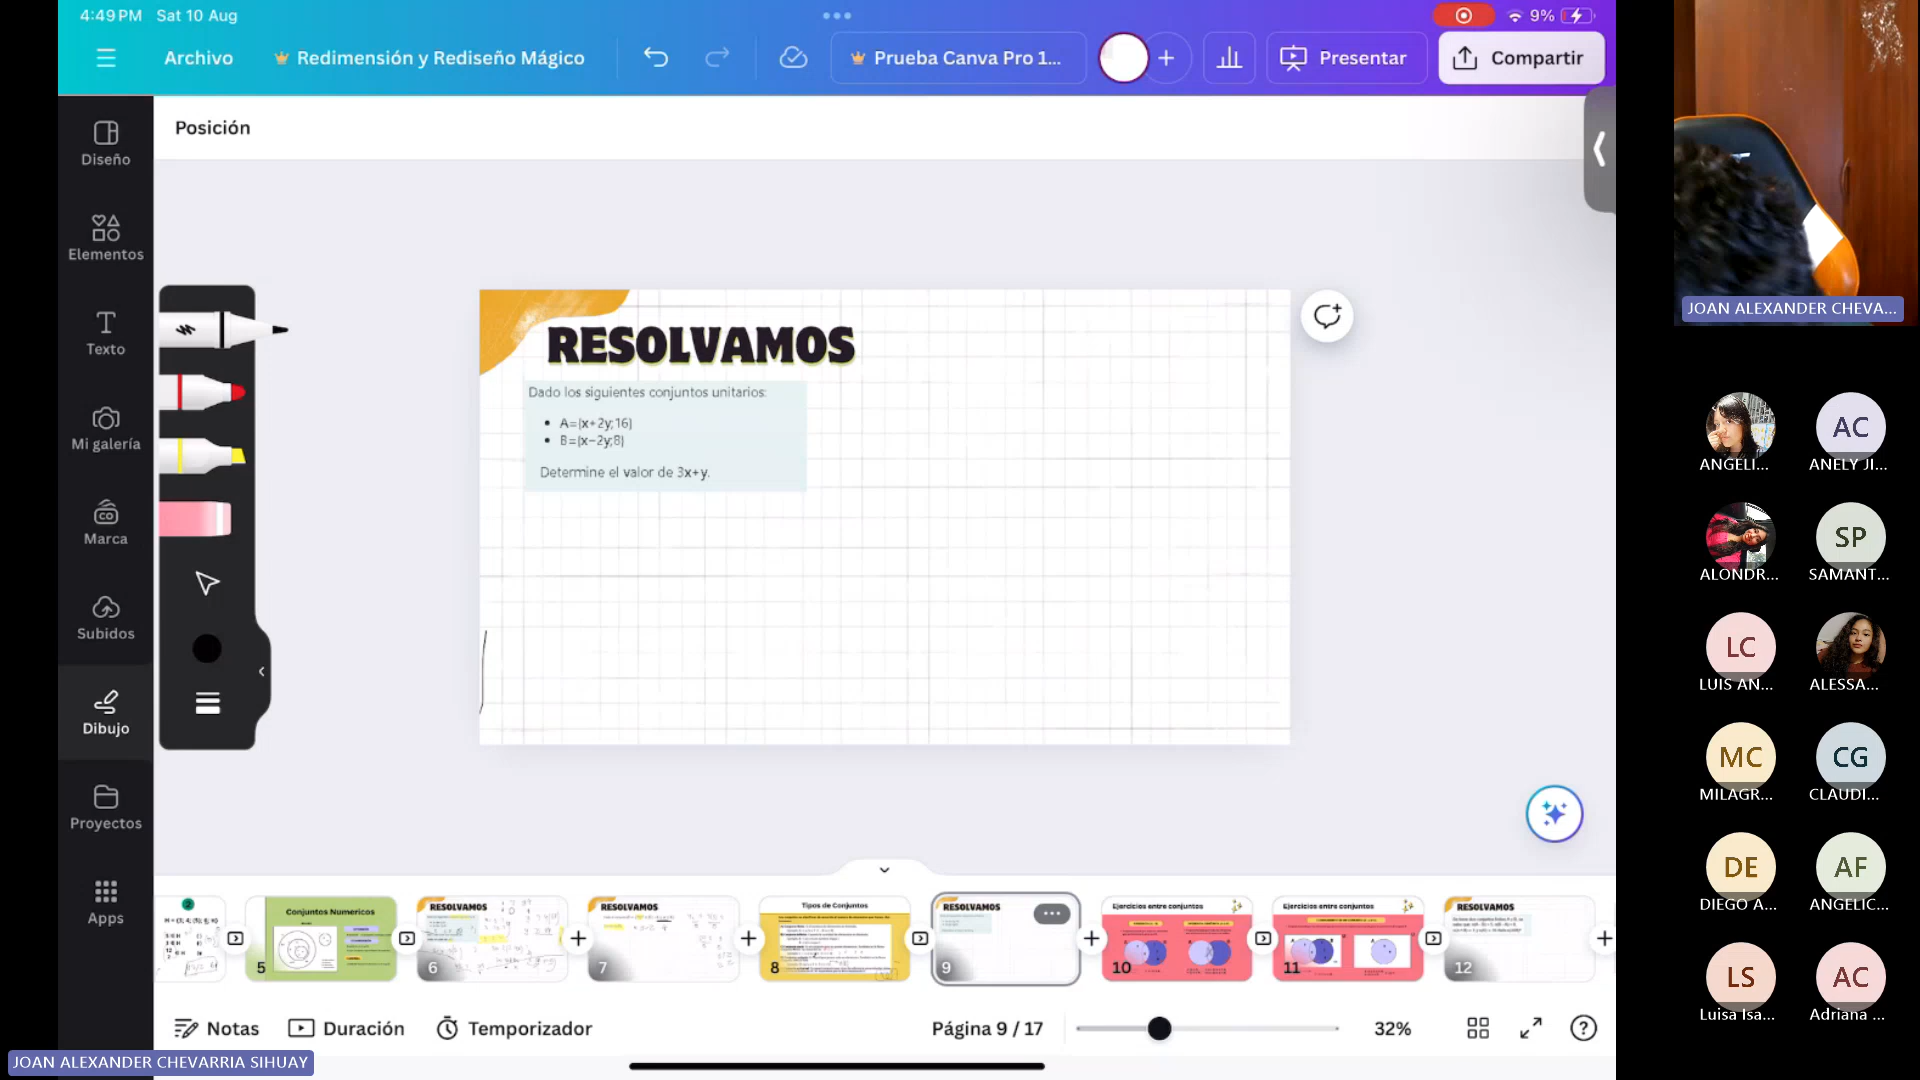 4:49 PM Sat 10 Aug
9%
Archivo
Redimensión y Rediseño Mágico
Prueba Canva Pro 1...
Presentar
Compartir
Posición
Diseño
Elementos
Texto
Mi galería
Marca
Subidos
Dibujo
Proyectos
Apps
RESOLVAMOS
Dado los siguientes conjuntos unitarios:
• A={x+2y;16}
• B={x−2y;8}
Determine el valor de 3x+y.
2
Conjuntos Numericos
5
RESOLVAMOS
6
RESOLVAMOS
7
Tipos de Conjuntos
8
RESOLVAMOS
9
Ejercicios entre conjuntos
10
Ejercicios entre conjuntos
11
RESOLVAMOS
12
Notas
Duración
Temporizador
Página 9 / 17
32%
JOAN ALEXANDER CHEVARRIA SIHUAY
JOAN ALEXANDER CHEVA...
ANGELI...
AC
ANELY JI...
ALONDR...
SP
SAMANT...
LC
LUIS AN...
ALESSA...
MC
MILAGR...
CG
CLAUDI...
DE
DIEGO A...
AF
ANGELIC...
LS
Luisa Isa...
AC
Adriana ...